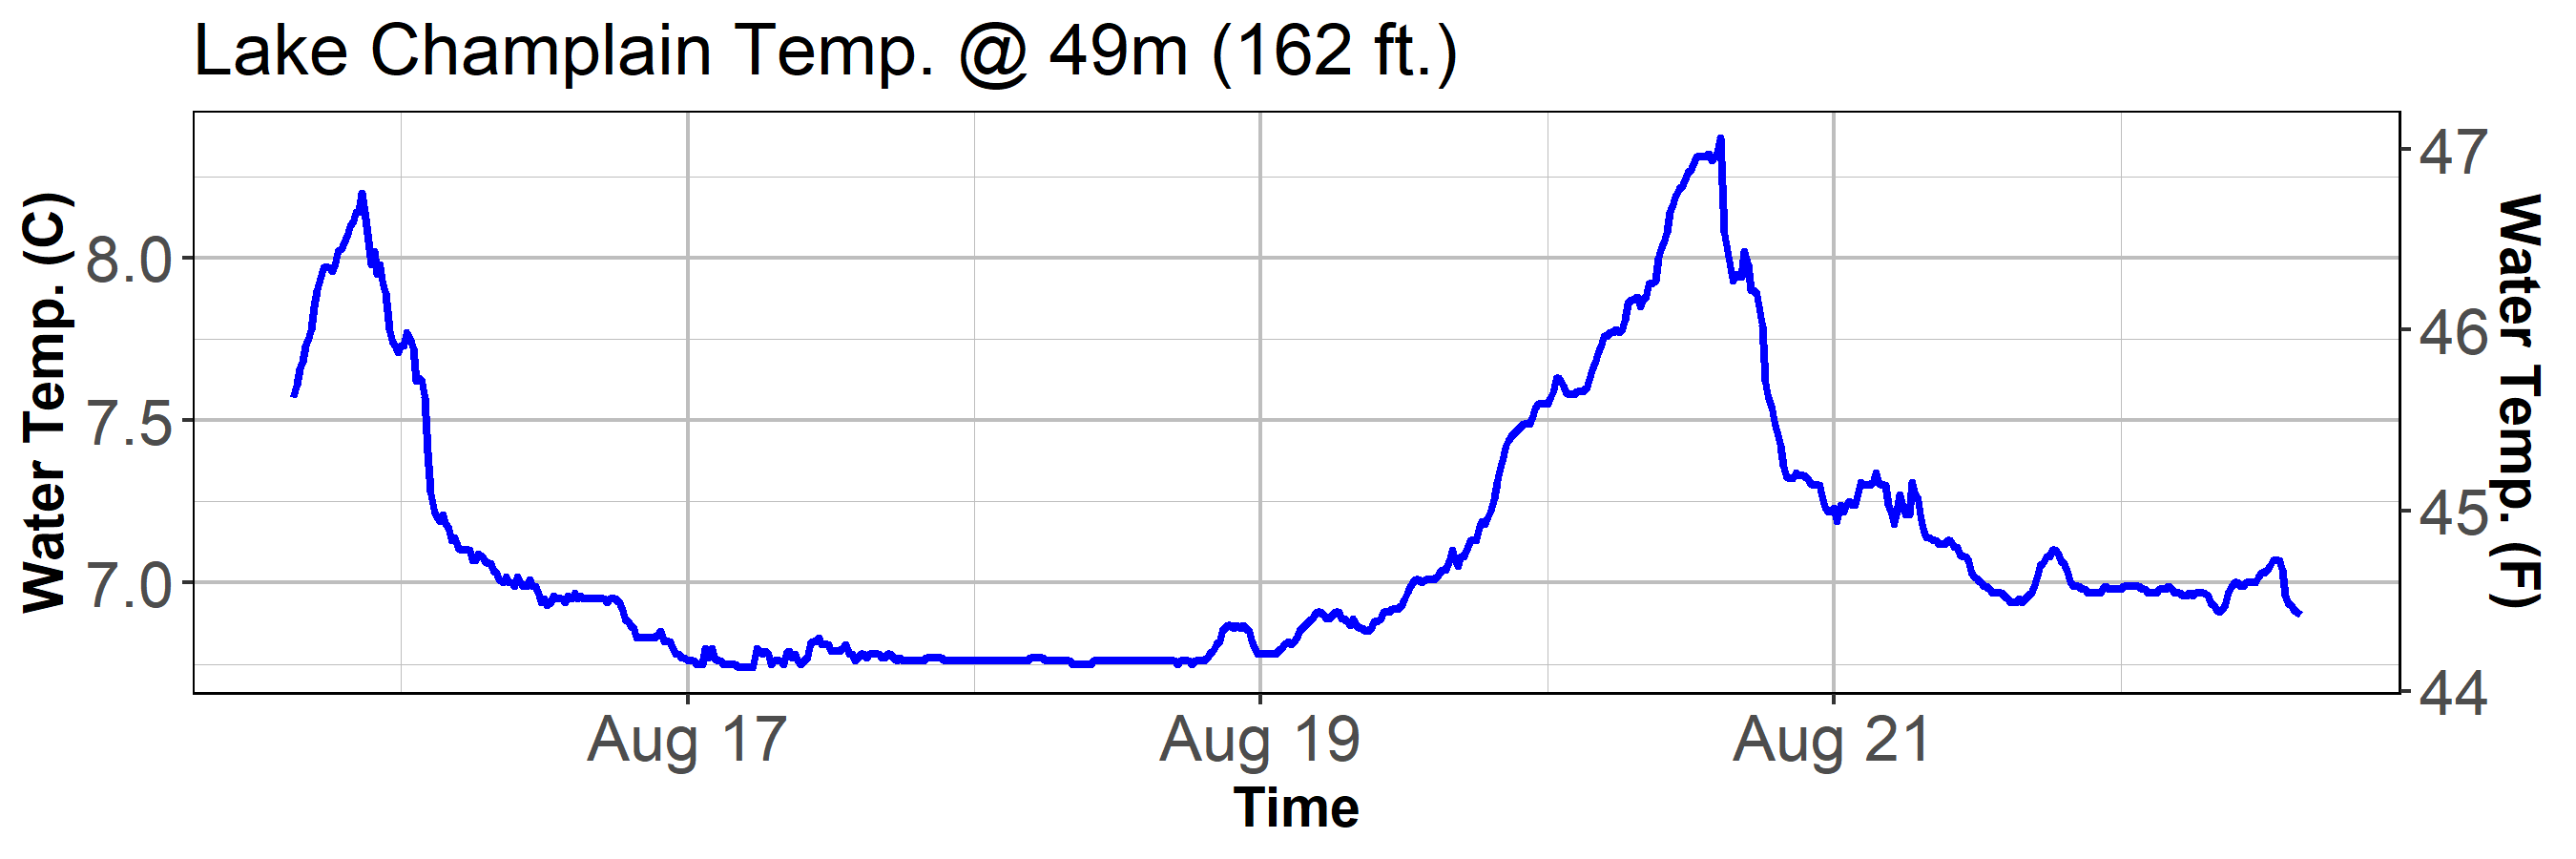 Lake Champlain Temp. @ 49m (162 ft.)
Water Temp. (C)
8.0
7.5
7.0
47
46
45
44
Water Temp. (F)
Aug 17 Aug 19 Aug 21
Time